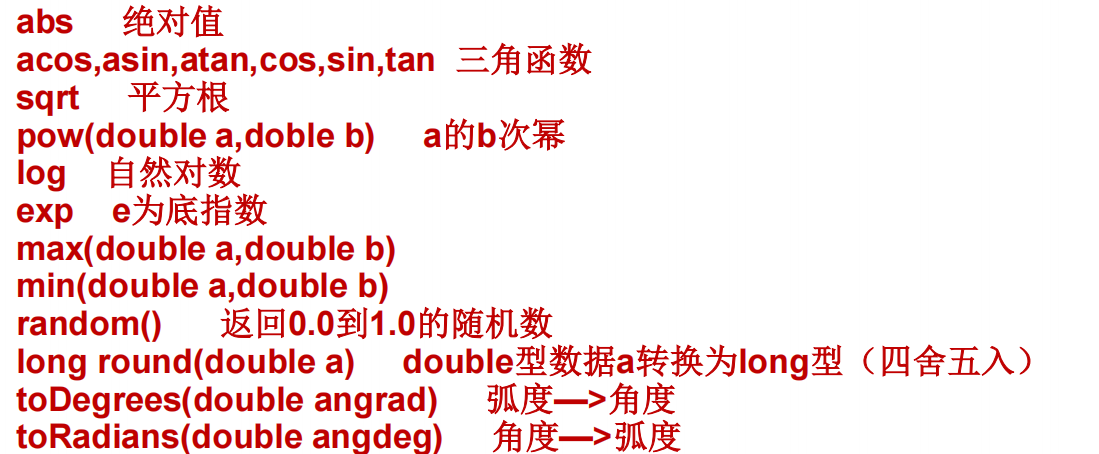 abs 绝对值
acos,asin,atan,cos,sin,tan 三角函数
sqrt 平方根
pow(double a,doble b) a的b次幂
log 自然对数
exp e为底指数
max(double a,double b)
min(double a,double b)
random() 返回0.0到1.0的随机数
long round(double a) double型数据a转换为long型（四舍五入）
toDegrees(double angrad) 弧度—>角度
toRadians(double angdeg) 角度—>弧度